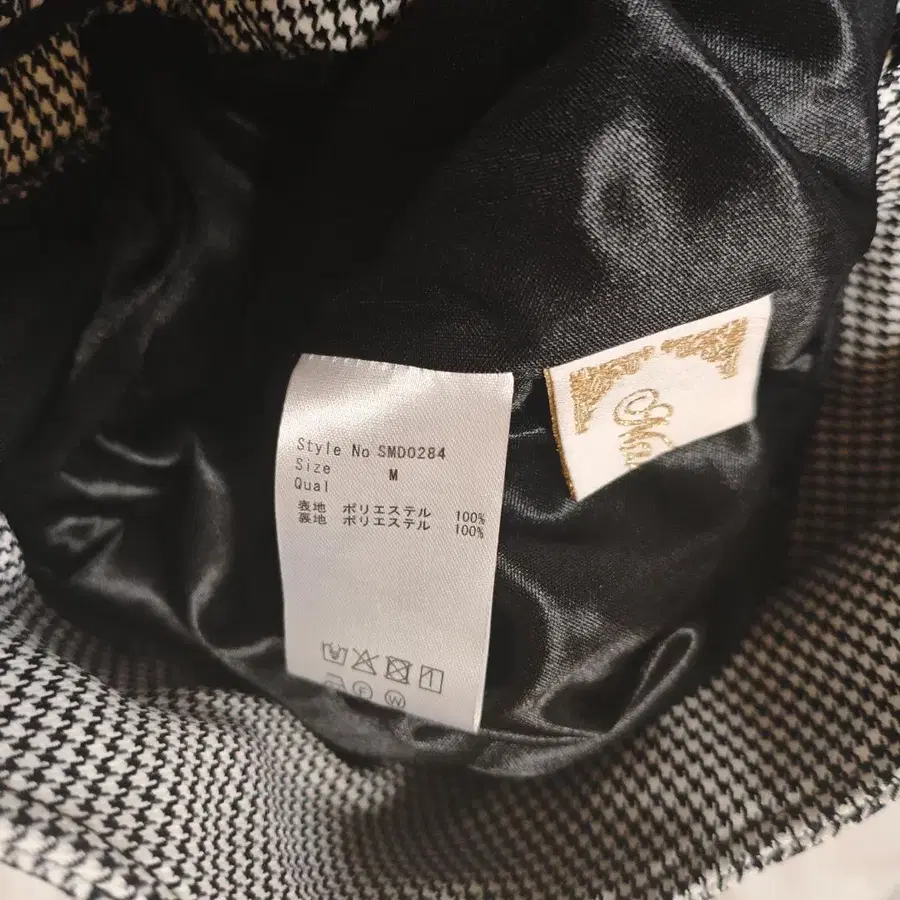 Style No SMD0284
Size M
Qual
表地 ポリエステル 100%
裏地 ポリエステル 100%
F
W